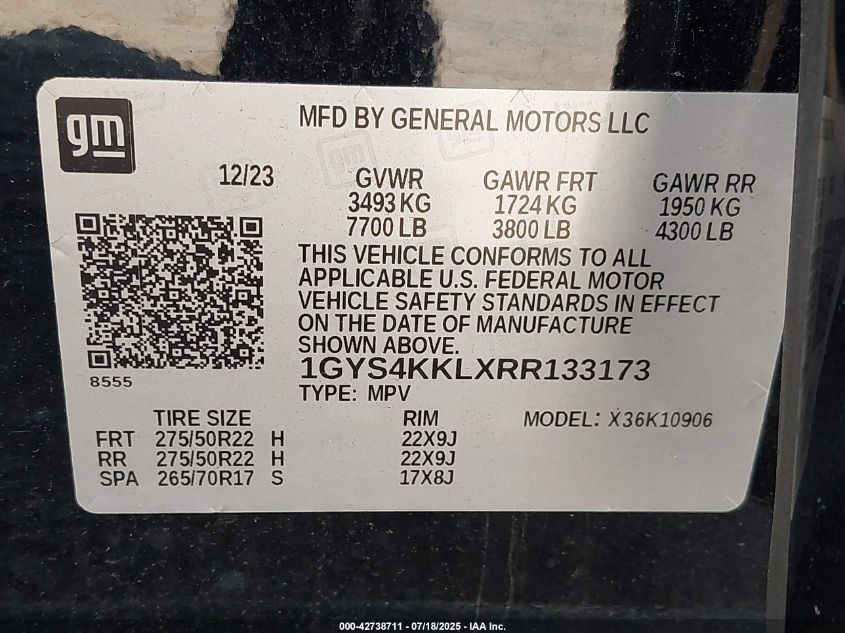 gm
MFD BY GENERAL MOTORS LLC
12/23
GVWR GAWR FRT GAWR RR
3493 KG 1724 KG 1950 KG
7700 LB 3800 LB 4300 LB
THIS VEHICLE CONFORMS TO ALL
APPLICABLE U.S. FEDERAL MOTOR
VEHICLE SAFETY STANDARDS IN EFFECT
ON THE DATE OF MANUFACTURE
SHOWN ABOVE.
1GYS4KKLXRR133173
8555
TYPE: MPV
TIRE SIZE RIM MODEL: X36K10906
FRT 275/50R22 H 22X9J
RR 275/50R22 H 22X9J
SPA 265/70R17 S 17X8J
000-42738711 - 07/18/2025 - IAA Inc.